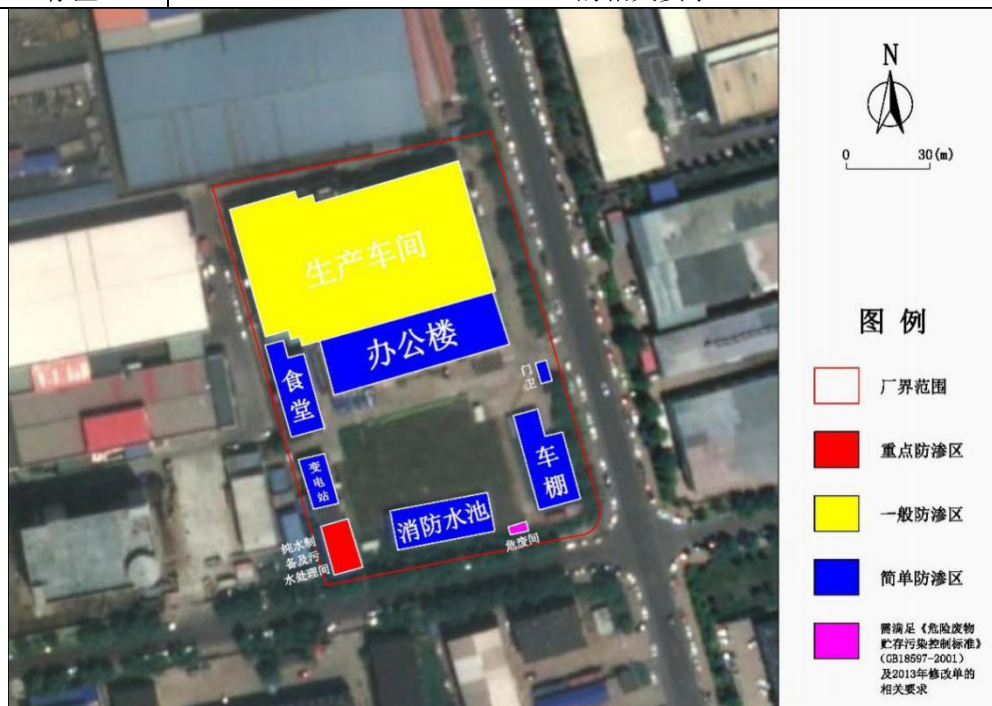 N
0 30(m)
生产车间
办公楼
食堂
门卫
变电站
车棚
消防水池
危废间
纯水制
备及污
水处理间
图 例
厂界范围
重点防渗区
一般防渗区
简单防渗区
需满足《危险废物
贮存污染控制标准》
(GB18597-2001)
及2013年修改单的
相关要求